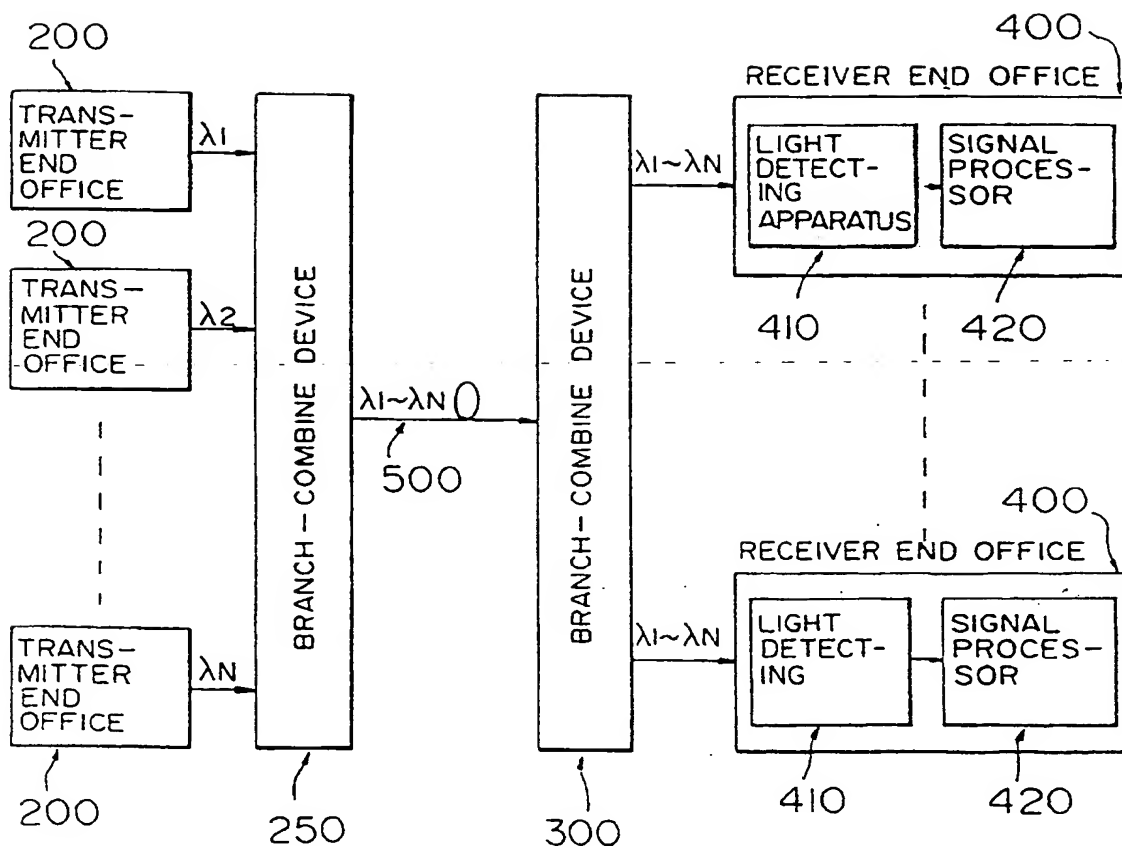 200
TRANS-
MITTER
END
OFFICE
λ1
200
TRANS-
MITTER
END
OFFICE
λ2
TRANS-
MITTER
END
OFFICE
λN
200
BRANCH-COMBINE DEVICE
250
λ1~λN
500
BRANCH-COMBINE DEVICE
300
400
RECEIVER END OFFICE
λ1~λN
LIGHT
DETECT-
ING
APPARATUS
SIGNAL
PROCES-
SOR
410
420
400
RECEIVER END OFFICE
λ1~λN
LIGHT
DETECT-
ING
SIGNAL
PROCES-
SOR
410
420